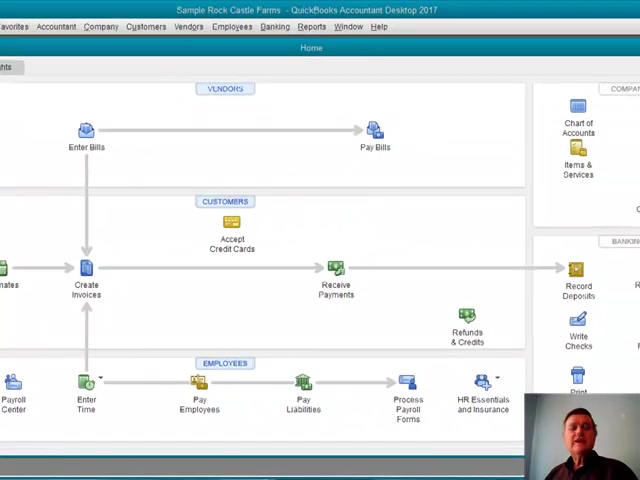 Sample Rock Castle Farms - QuickBooks Accountant Desktop 2017
avorites Accountant Company Customers Vendors Employees Banking Reports Window Help
Home
hts
VENDORS
COMPAN
Enter Bills
Pay Bills
Chart of
Accounts
Items &
Services
CUSTOMERS
Accept
Credit Cards
BANKING
mates
Create
Invoices
Receive
Payments
Record
Deposits
Refunds
& Credits
Write
Checks
EMPLOYEES
Print
Payroll
Center
Enter
Time
Pay
Employees
Pay
Liabilities
Process
Payroll
Forms
HR Essentials
and Insurance